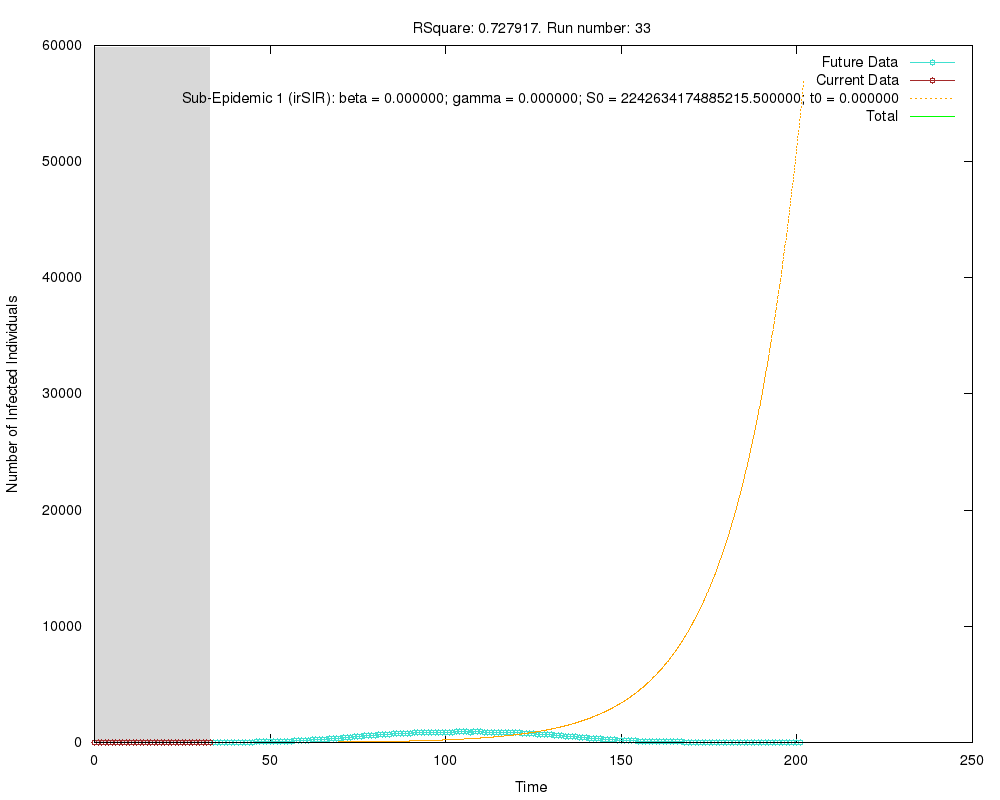 RSquare: 0.727917. Run number: 33
60000
50000
40000
30000
20000
10000
0
Number of Infected Individuals
Future Data
Current Data
Sub-Epidemic 1 (irSIR): beta = 0.000000; gamma = 0.000000; S0 = 2242634174885215.500000; t0 = 0.000000
Total
0 50 100 150 200 250
Time